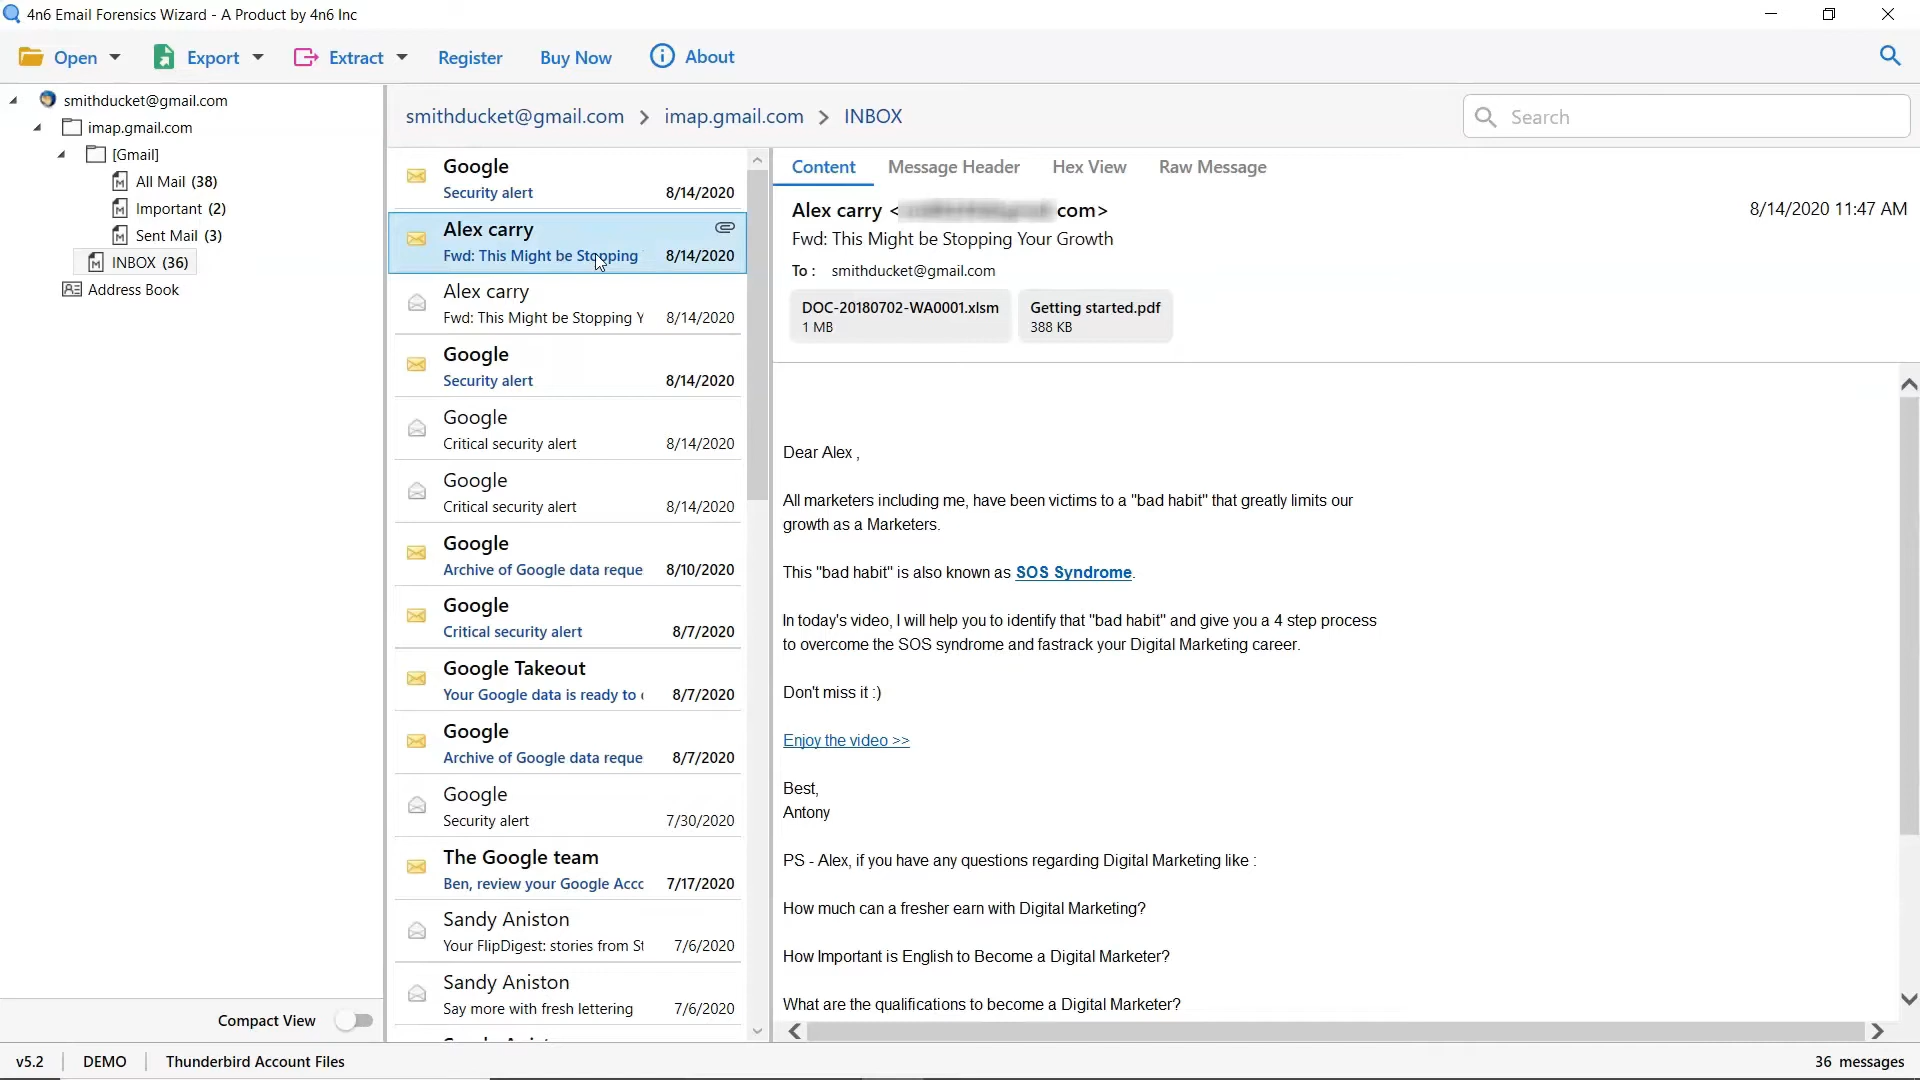 4n6 Email Forensics Wizard - A Product by 4n6 Inc
Open Export Extract Register Buy Now About
smithducket@gmail.com
imap.gmail.com
[Gmail]
All Mail (38)
Important (2)
Sent Mail (3)
INBOX (36)
Address Book
Compact View
smithducket@gmail.com > imap.gmail.com > INBOX
Search
Google
Security alert 8/14/2020
Alex carry
Fwd: This Might be Stopping 8/14/2020
Alex carry
Fwd: This Might be Stopping Y 8/14/2020
Google
Security alert 8/14/2020
Google
Critical security alert 8/14/2020
Google
Critical security alert 8/14/2020
Google
Archive of Google data reque 8/10/2020
Google
Critical security alert 8/7/2020
Google Takeout
Your Google data is ready to 8/7/2020
Google
Archive of Google data reque 8/7/2020
Google
Security alert 7/30/2020
The Google team
Ben, review your Google Acc 7/17/2020
Sandy Aniston
Your FlipDigest: stories from St 7/6/2020
Sandy Aniston
Say more with fresh lettering 7/6/2020
Content Message Header Hex View Raw Message
Alex carry < com>
8/14/2020 11:47 AM
Fwd: This Might be Stopping Your Growth
To : smithducket@gmail.com
DOC-20180702-WA0001.xlsm
1 MB
Getting started.pdf
388 KB
Dear Alex ,
All marketers including me, have been victims to a "bad habit" that greatly limits our
growth as a Marketers.
This "bad habit" is also known as SOS Syndrome.
In today's video, I will help you to identify that "bad habit" and give you a 4 step process
to overcome the SOS syndrome and fastrack your Digital Marketing career.
Don't miss it :)
Enjoy the video >>
Best,
Antony
PS - Alex, if you have any questions regarding Digital Marketing like :
How much can a fresher earn with Digital Marketing?
How Important is English to Become a Digital Marketer?
What are the qualifications to become a Digital Marketer?
v5.2 DEMO Thunderbird Account Files
36 messages